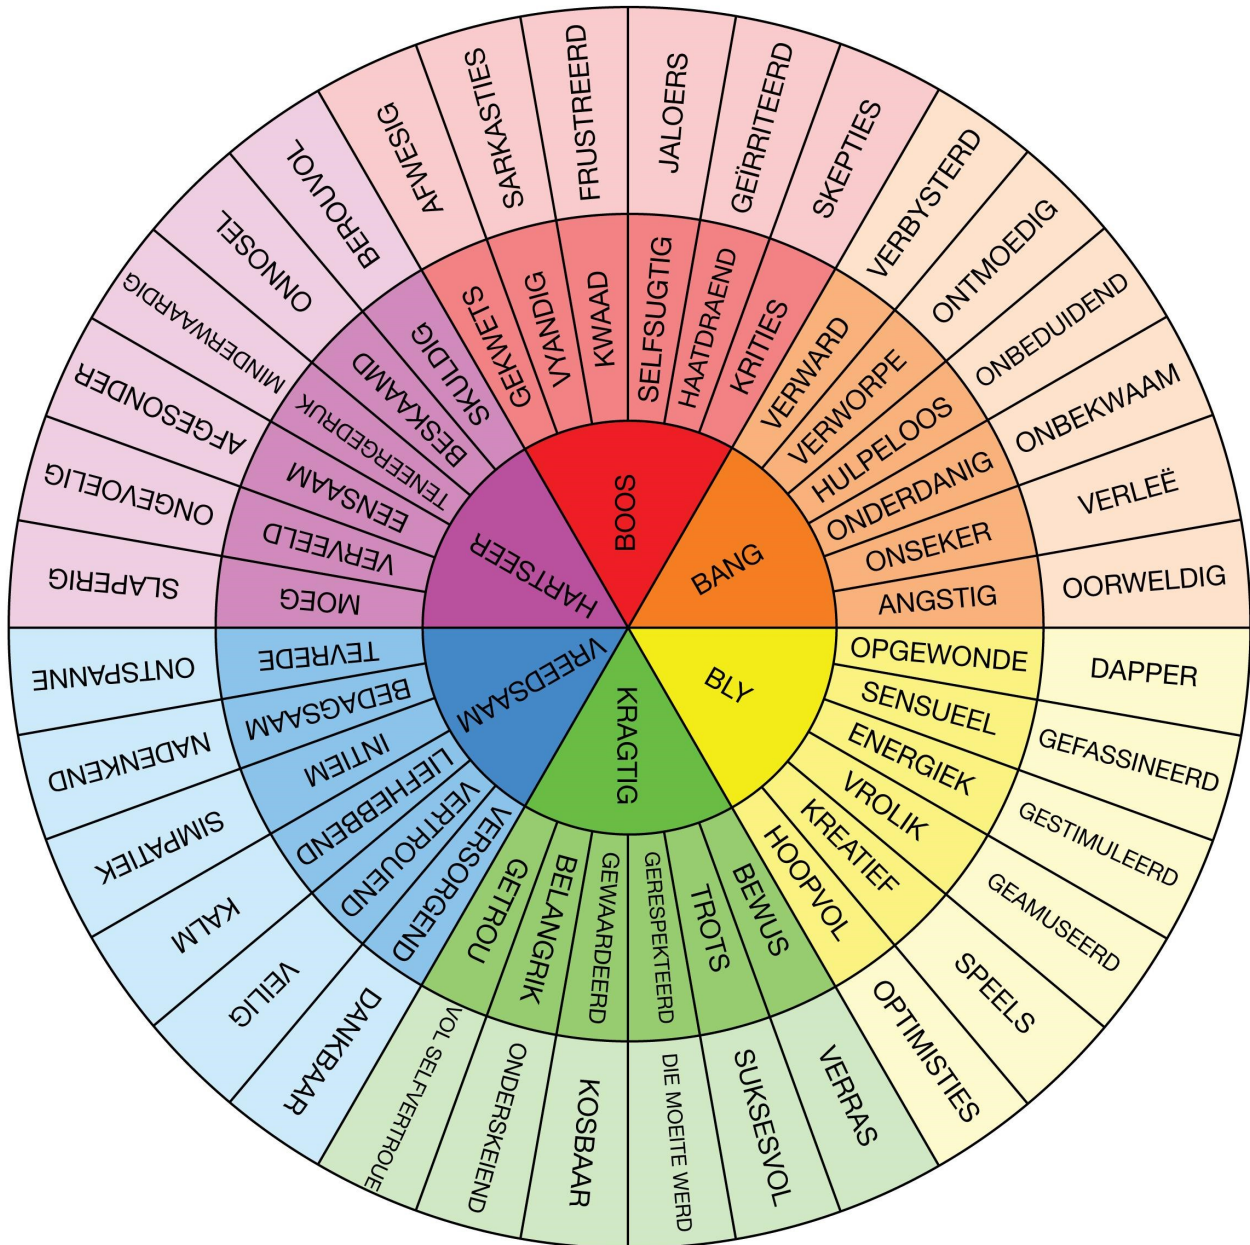 BOOS
GEKWETS
VYANDIG
KWAAD
SELFSUGTIG
HAATDRAEND
KRITIES
AFWESIG
SARKASTIES
FRUSTREERD
JALOERS
GEÏRRITEERD
SKEPTIES
BANG
VERWARD
VERWORPE
HULPELOOS
ONDERDANIG
ONSEKER
ANGSTIG
VERBYSTERD
ONTMOEDIG
ONBEDUIDEND
ONBEKWAAM
VERLEË
OORWELDIG
BLY
OPGEWONDE
SENSUEEL
ENERGIEK
VROLIK
KREATIEF
HOOPVOL
DAPPER
GEFASSINEERD
GESTIMULEERD
GEAMUSEERD
SPEELS
OPTIMISTIES
KRAGTIG
BEWUS
TROTS
GERESPEKTEERD
GEWAARDEERD
BELANGRIK
GETROU
VERRAS
SUKSESVOL
DIE MOEITE WERD
KOSBAAR
ONDERSKEIEND
VOL SELFVERTROUE
VREEDSAAM
VERSORGEND
VERTROUEND
LIEFHEBBEND
INTIEM
BEDAGSAAM
TEVREDE
DANKBAAR
VEILIG
KALM
SIMPATIEK
NADENKEND
ONTSPANNE
HARTSEER
MOEG
VERVEELD
EENSAAM
TENEERGEDRUK
BESKAAMD
SKULDIG
SLAPERIG
ONGEVOELIG
AFGESONDER
MINDERWAARDIG
ONNOSEL
BEROUVOL